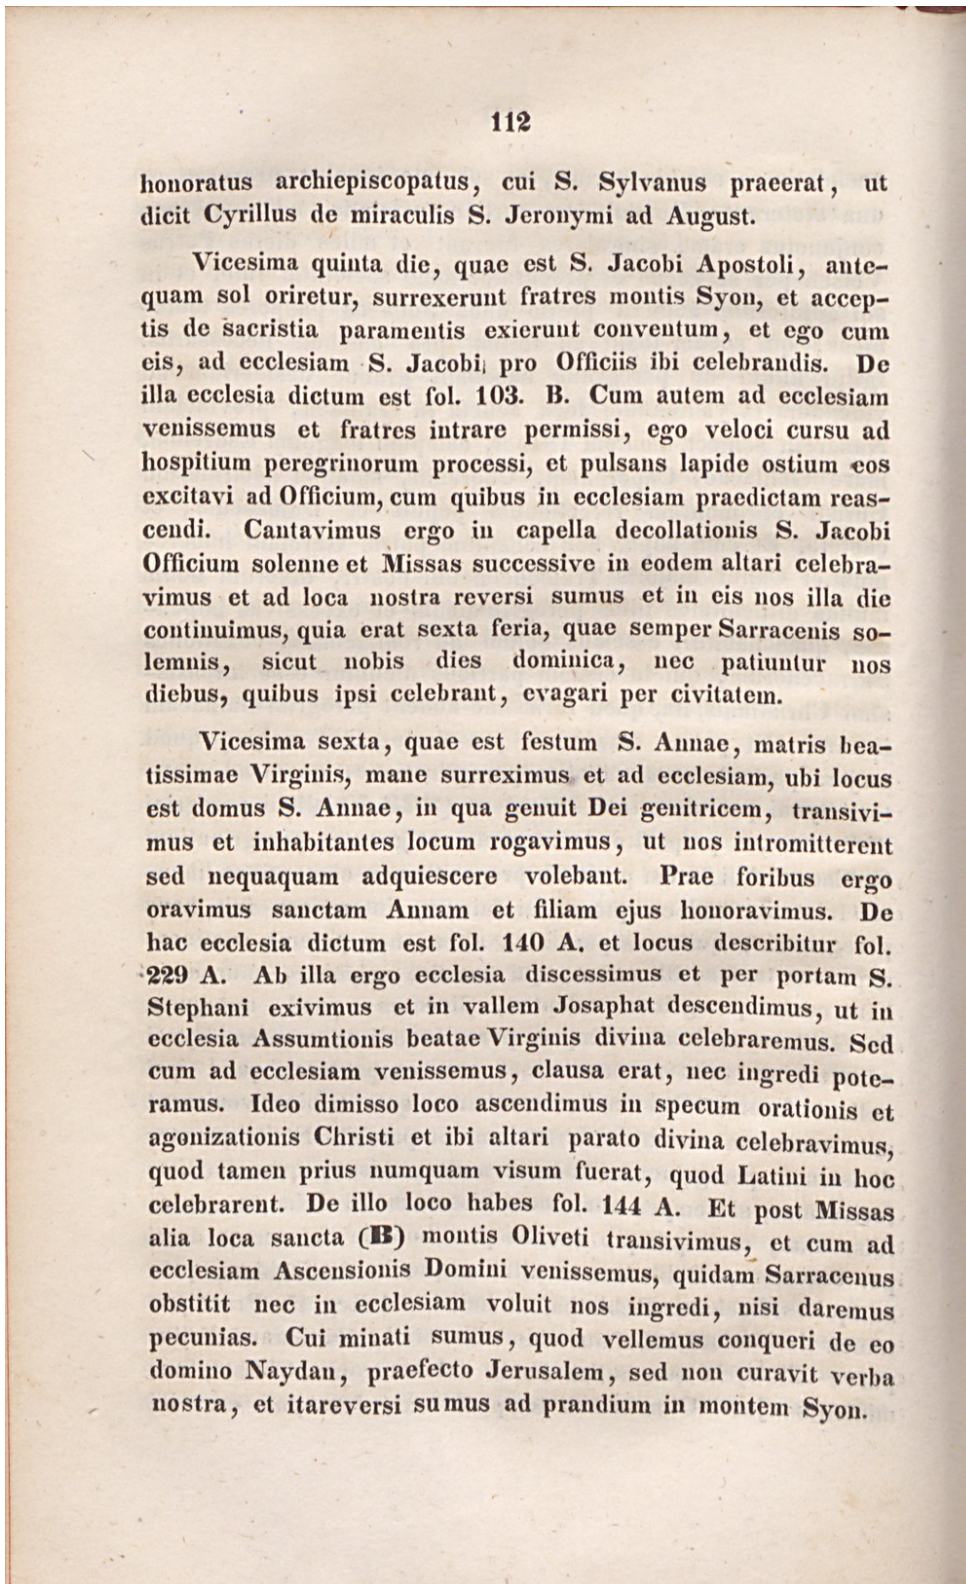 112
honoratus archiepiscopatus, cui S. Sylvanus praeerat, ut
dicit Cyrillus de miraculis S. Jeronymi ad August.
Vicesima quinta die, quae est S. Jacobi Apostoli, ante-
quam sol oriretur, surrexerunt fratres montis Syon, et accep-
tis de sacristia paramentis exierunt conventum, et ego cum
eis, ad ecclesiam S. Jacobi, pro Officiis ibi celebrandis. De
illa ecclesia dictum est fol. 103. B. Cum autem ad ecclesiam
venissemus et fratres intrare permissi, ego veloci cursu ad
hospitium peregrinorum processi, et pulsans lapide ostium eos
excitavi ad Officium, cum quibus in ecclesiam praedictam reas-
cendi. Cantavimus ergo in capella decollationis S. Jacobi
Officium solenne et Missas successive in eodem altari celebra-
vimus et ad loca nostra reversi sumus et in eis nos illa die
continuimus, quia erat sexta feria, quae semper Sarracenis so-
lemnis, sicut nobis dies dominica, nec patiuntur nos
diebus, quibus ipsi celebrant, evagari per civitatem.
Vicesima sexta, quae est festum S. Annae, matris bea-
tissimae Virginis, mane surreximus et ad ecclesiam, ubi locus
est domus S. Annae, in qua genuit Dei genitricem, transivi-
mus et inhabitantes locum rogavimus, ut nos intromitterent
sed nequaquam adquiescere volebant. Prae foribus ergo
oravimus sanctam Annam et filiam ejus honoravimus. De
hac ecclesia dictum est fol. 140 A. et locus describitur fol.
229 A. Ab illa ergo ecclesia discessimus et per portam S.
Stephani exivimus et in vallem Josaphat descendimus, ut in
ecclesia Assumtionis beatae Virginis divina celebraremus. Sed
cum ad ecclesiam venissemus, clausa erat, nec ingredi pote-
ramus. Ideo dimisso loco ascendimus in specum orationis et
agonizationis Christi et ibi altari parato divina celebravimus,
quod tamen prius numquam visum fuerat, quod Latini in hoc
celebrarent. De illo loco habes fol. 144 A. Et post Missas
alia loca sancta (B) montis Oliveti transivimus, et cum ad
ecclesiam Ascensionis Domini venissemus, quidam Sarracenus
obstitit nec in ecclesiam voluit nos ingredi, nisi daremus
pecunias. Cui minati sumus, quod vellemus conqueri de eo
domino Naydan, praefecto Jerusalem, sed non curavit verba
nostra, et itareversi sumus ad prandium in montem Syon.